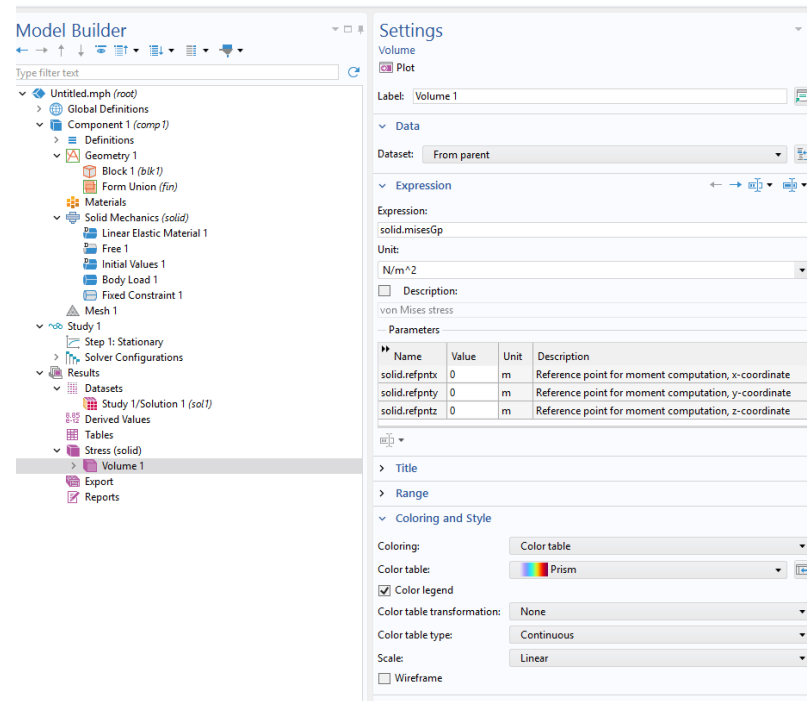 Model Builder
Type filter text
Untitled.mph (root)
Global Definitions
Component 1 (comp1)
Definitions
Geometry 1
Block 1 (blk1)
Form Union (fin)
Materials
Solid Mechanics (solid)
Linear Elastic Material 1
Free 1
Initial Values 1
Body Load 1
Fixed Constraint 1
Mesh 1
Study 1
Step 1: Stationary
Solver Configurations
Results
Datasets
Study 1/Solution 1 (sol1)
8.85
e-12 Derived Values
Tables
Stress (solid)
Volume 1
Export
Reports
Settings
Volume
Plot
Label: Volume 1
Data
Dataset: From parent
Expression
Expression:
solid.misesGp
Unit:
N/m^2
Description:
von Mises stress
Parameters
Name Value Unit Description
solid.refpntx 0 m Reference point for moment computation, x-coordinate
solid.refpnty 0 m Reference point for moment computation, y-coordinate
solid.refpntz 0 m Reference point for moment computation, z-coordinate
Title
Range
Coloring and Style
Coloring: Color table
Color table: Prism
Color legend
Color table transformation: None
Color table type: Continuous
Scale: Linear
Wireframe